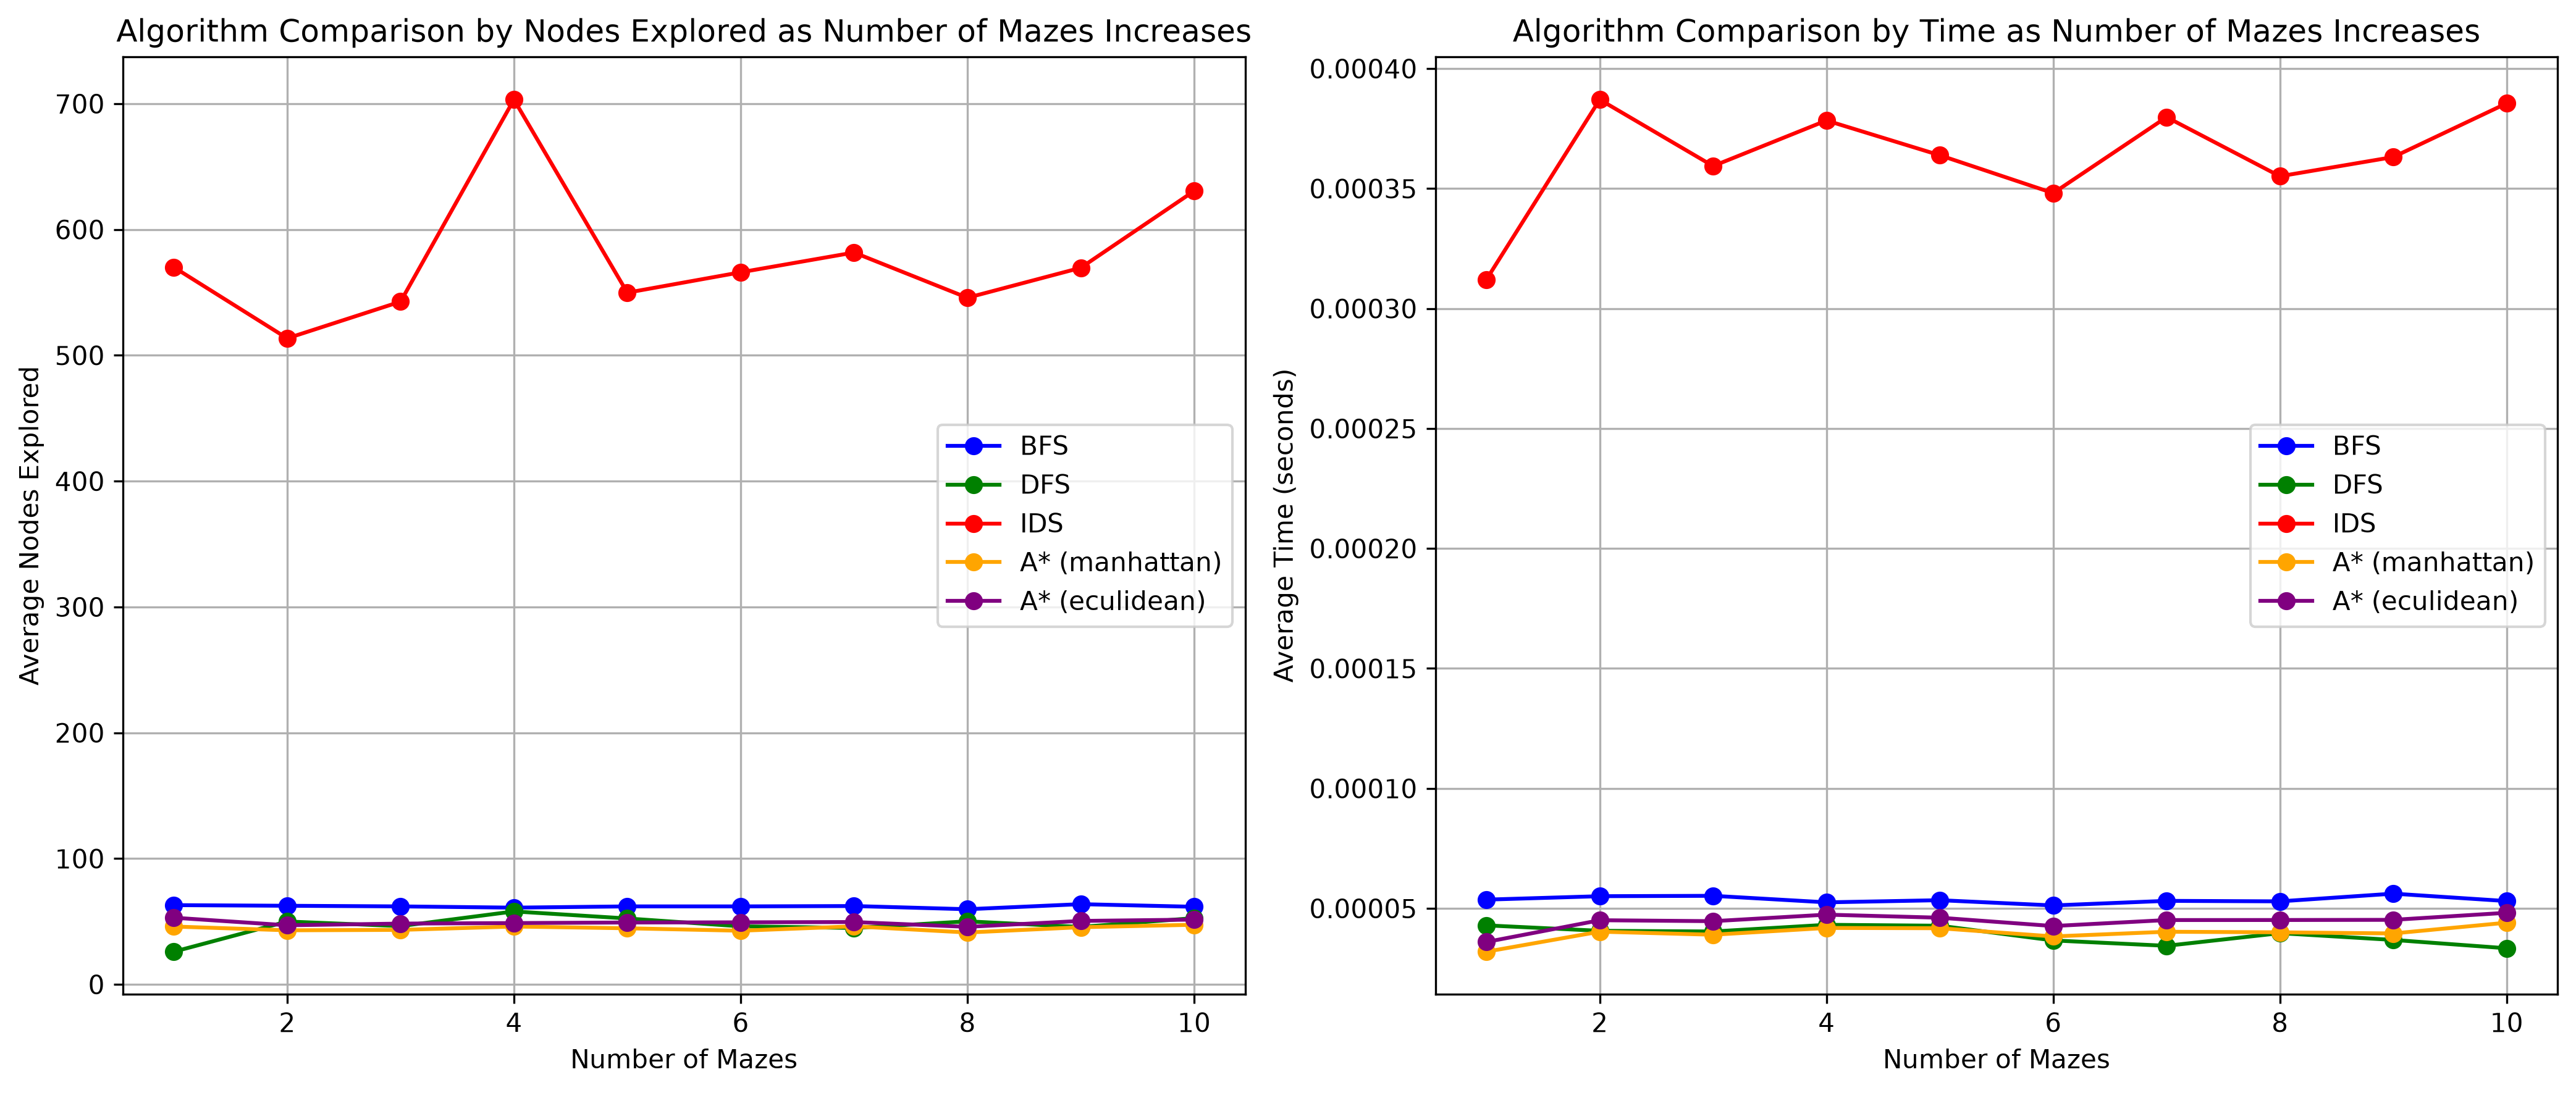 Algorithm Comparison by Nodes Explored as Number of Mazes Increases
700
600
500
400
300
200
100
0
Average Nodes Explored
2
4
6
8
10
Number of Mazes
BFS
DFS
IDS
A* (manhattan)
A* (eculidean)
Algorithm Comparison by Time as Number of Mazes Increases
0.00040
0.00035
0.00030
0.00025
0.00020
0.00015
0.00010
0.00005
Average Time (seconds)
2
4
6
8
10
Number of Mazes
BFS
DFS
IDS
A* (manhattan)
A* (eculidean)